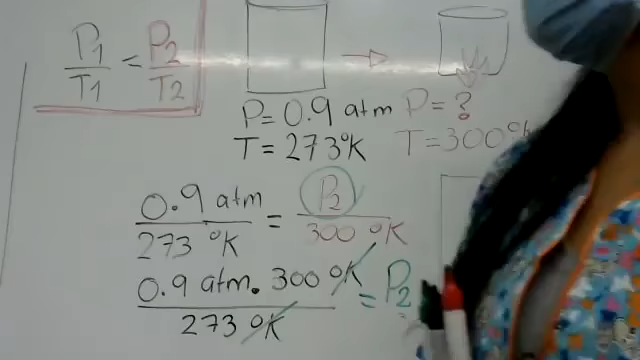 P1/T1 = P2/T2
P = 0.9 atm P = ?
T = 273°K T = 300°K
0.9 atm/273 °K = P2/300 °K
0.9 atm . 300 °K/273 °K = P2